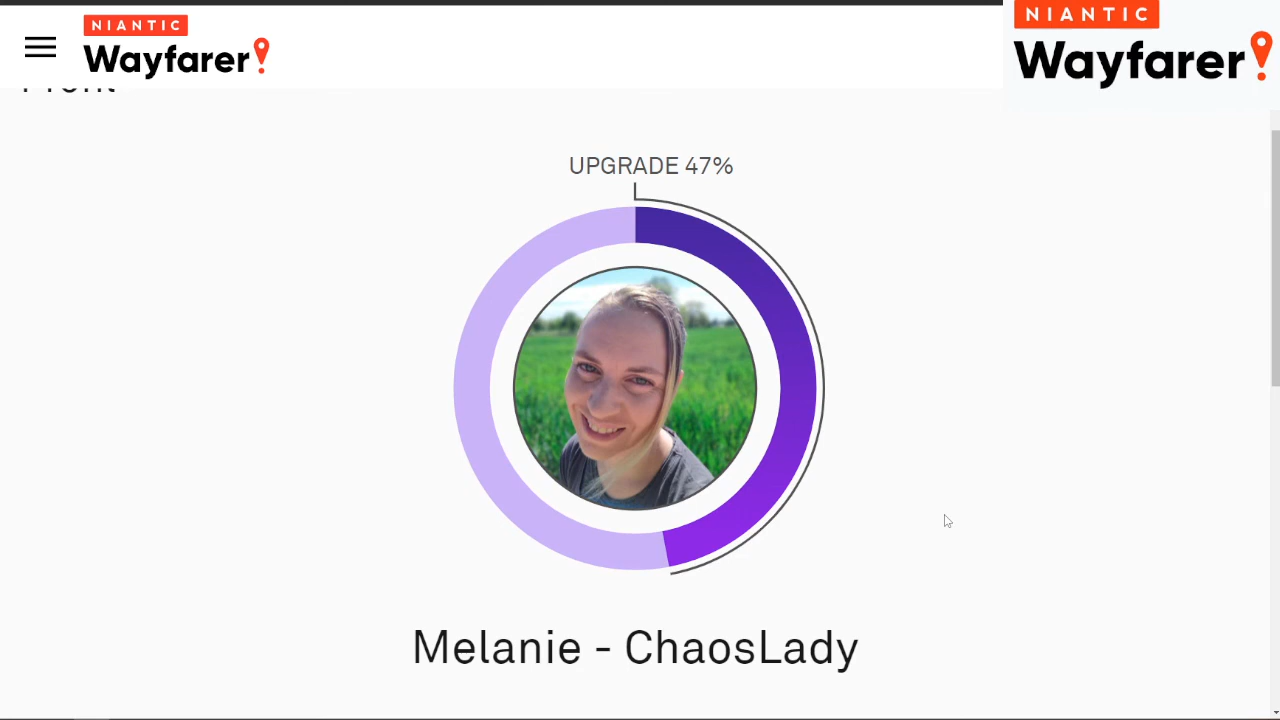 NIANTIC
Wayfarer
NIANTIC
Wayfarer
UPGRADE 47%
Melanie - ChaosLady